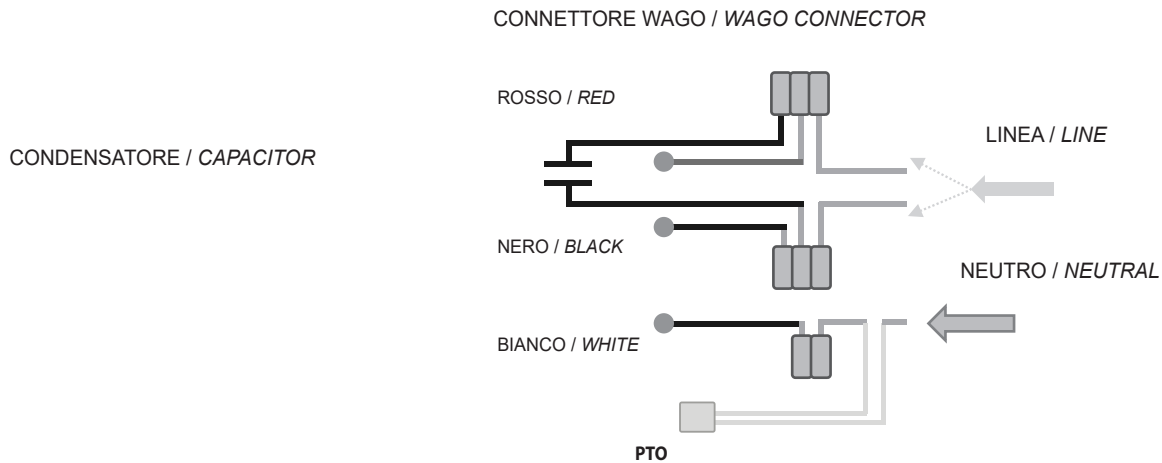 CONNETTORE WAGO / WAGO CONNECTOR
ROSSO / RED
LINEA / LINE
CONDENSATORE / CAPACITOR
NERO / BLACK
NEUTRO / NEUTRAL
BIANCO / WHITE
PTO